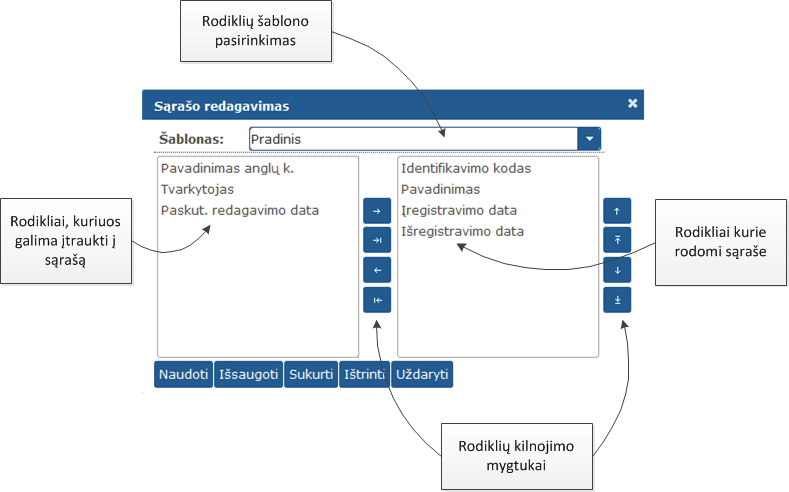 Rodiklių šablono
pasirinkimas
Sąrašo redagavimas
Šablonas:
Pradinis
Pavadinimas anglų k.
Tvarkytojas
Paskut. redagavimo data
Identifikavimo kodas
Pavadinimas
Įregistravimo data
Išregistravimo data
Rodikliai, kuriuos
galima įtraukti į
sąrašą
Rodikliai kurie
rodomi sąraše
Naudoti
Išsaugoti
Sukurti
Ištrinti
Uždaryti
Rodiklių kilnojimo
mygtukai